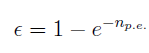 ϵ = 1 − e^{−n_{p.e.}}